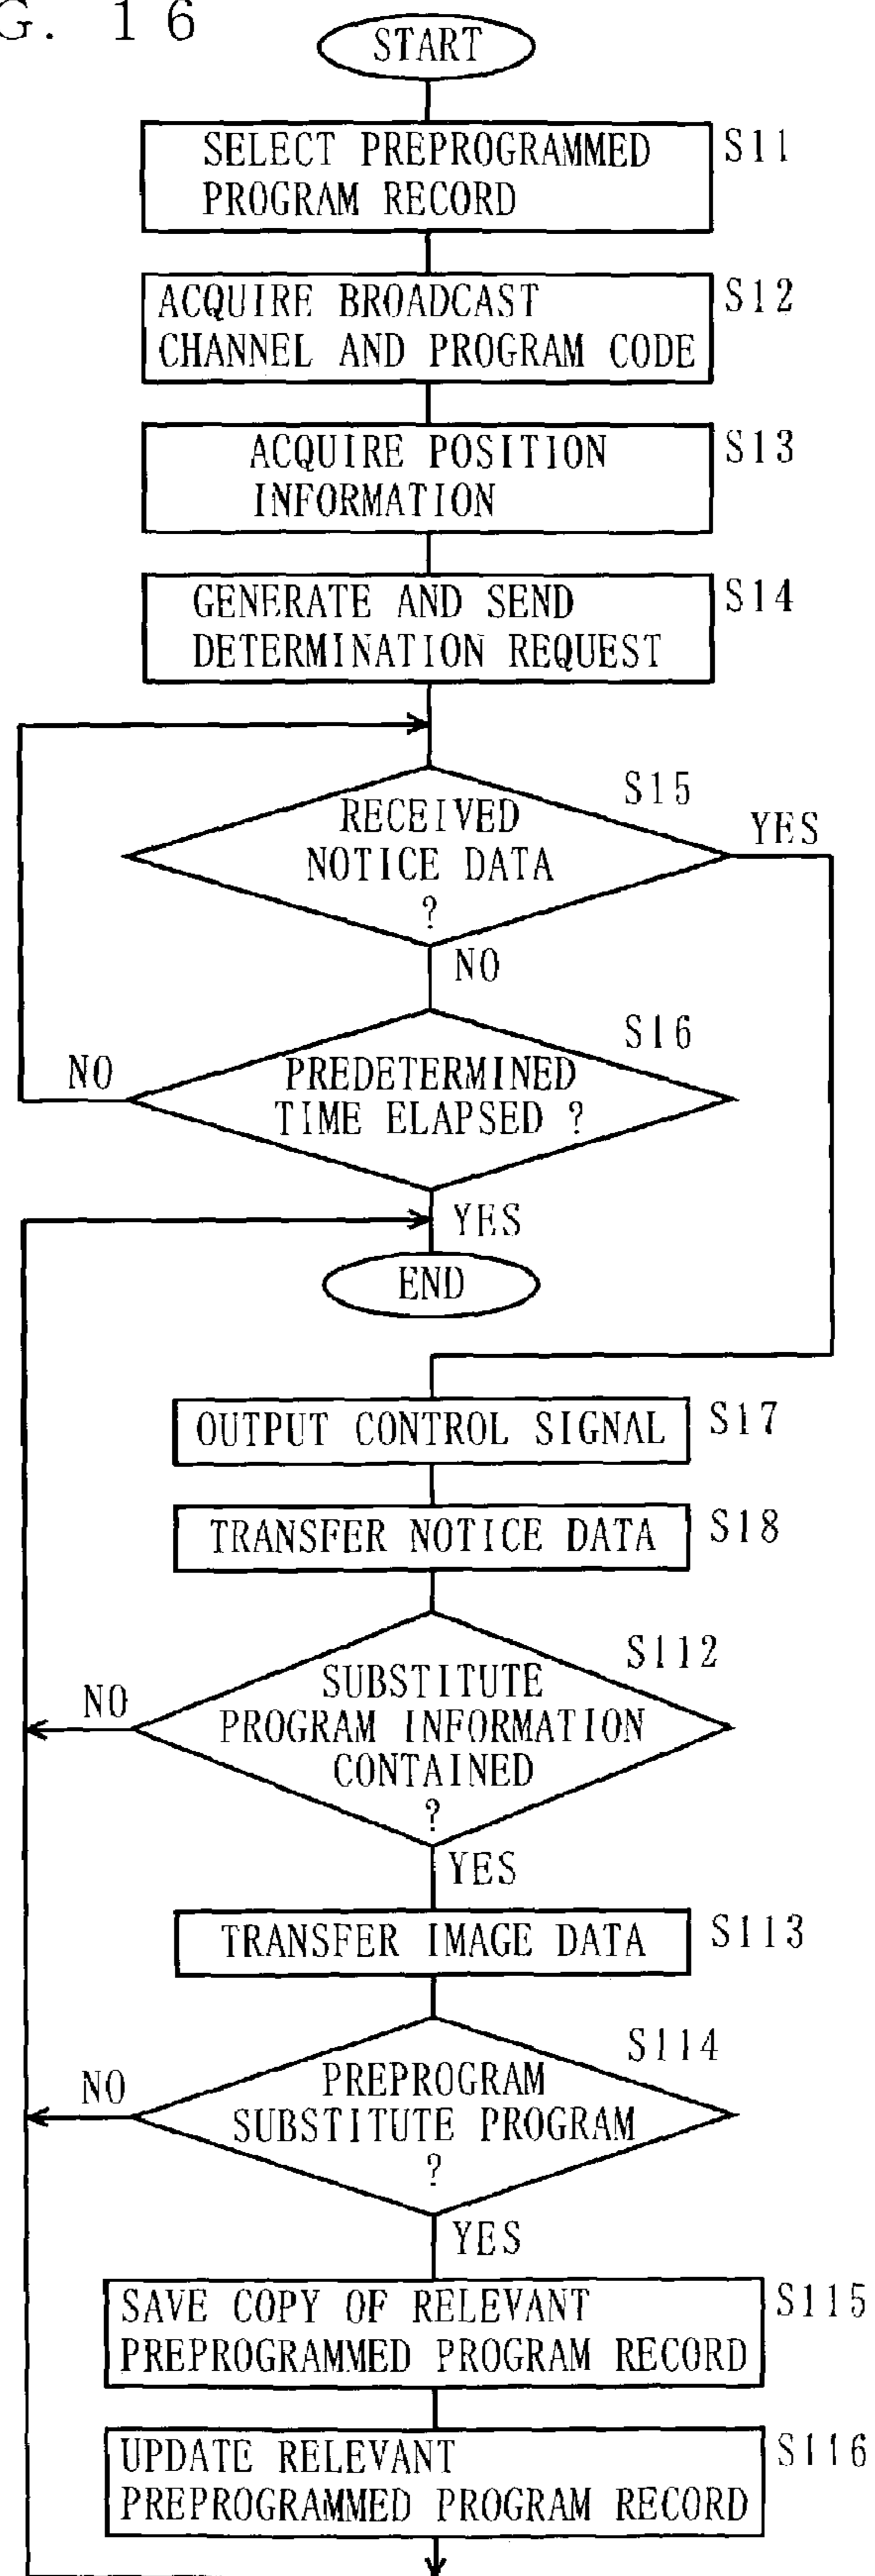 G. 16
START
SELECT PREPROGRAMMED
PROGRAM RECORD
S11
ACQUIRE BROADCAST
CHANNEL AND PROGRAM CODE
S12
ACQUIRE POSITION
INFORMATION
S13
GENERATE AND SEND
DETERMINATION REQUEST
S14
S15
RECEIVED
NOTICE DATA
?
YES
NO
S16
PREDETERMINED
TIME ELAPSED ?
NO
YES
END
OUTPUT CONTROL SIGNAL
S17
TRANSFER NOTICE DATA
S18
S112
SUBSTITUTE
PROGRAM INFORMATION
CONTAINED
?
NO
YES
TRANSFER IMAGE DATA
S113
S114
PREPROGRAM
SUBSTITUTE PROGRAM
?
NO
YES
SAVE COPY OF RELEVANT
PREPROGRAMMED PROGRAM RECORD
S115
UPDATE RELEVANT
PREPROGRAMMED PROGRAM RECORD
S116